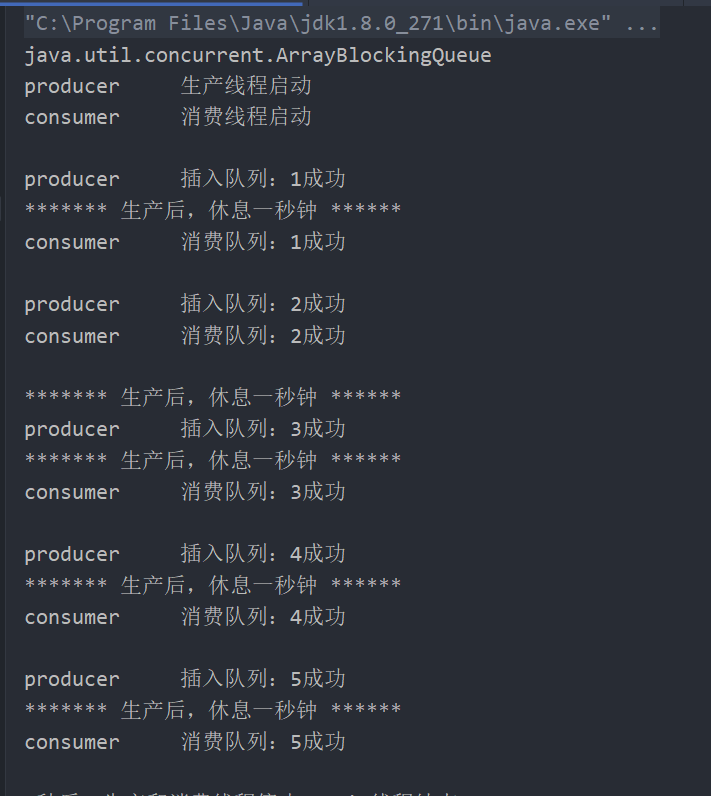 "C:\Program Files\Java\jdk1.8.0_271\bin\java.exe" ...
java.util.concurrent.ArrayBlockingQueue
producer 生产线程启动
consumer 消费线程启动
producer 插入队列：1成功
******* 生产后，休息一秒钟 ******
consumer 消费队列：1成功
producer 插入队列：2成功
consumer 消费队列：2成功
******* 生产后，休息一秒钟 ******
producer 插入队列：3成功
******* 生产后，休息一秒钟 ******
consumer 消费队列：3成功
producer 插入队列：4成功
******* 生产后，休息一秒钟 ******
consumer 消费队列：4成功
producer 插入队列：5成功
******* 生产后，休息一秒钟 ******
consumer 消费队列：5成功